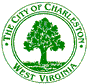 THE CITY OF CHARLESTON
WEST VIRGINIA